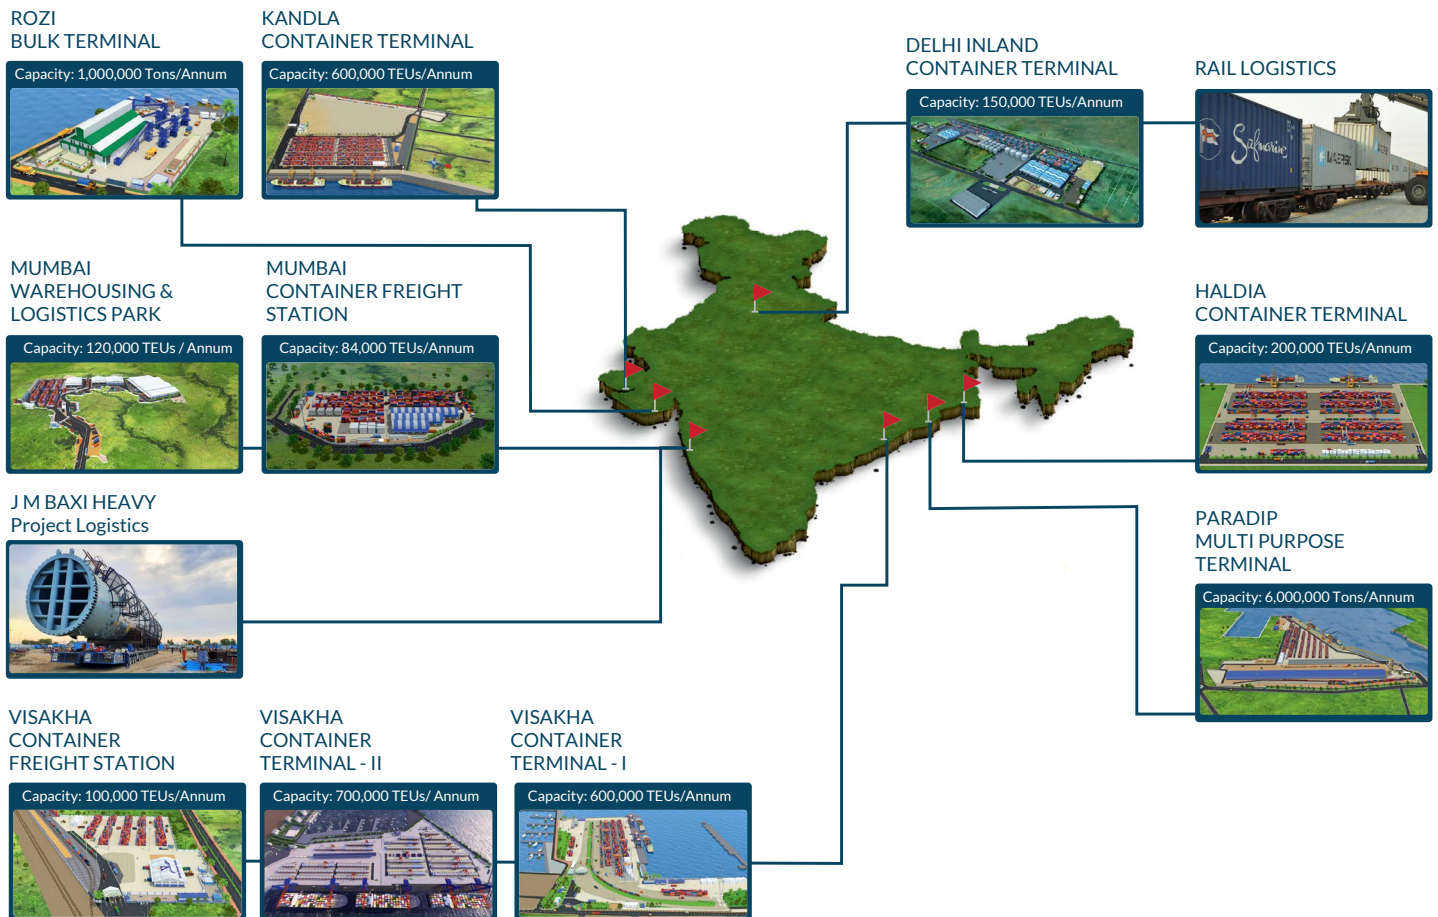 ROZI
BULK TERMINAL
Capacity: 1,000,000 Tons/Annum
KANDLA
CONTAINER TERMINAL
Capacity: 600,000 TEUs/Annum
DELHI INLAND
CONTAINER TERMINAL
Capacity: 150,000 TEUs/Annum
RAIL LOGISTICS
Safmarine
MAERSK
MUMBAI
WAREHOUSING &
LOGISTICS PARK
Capacity: 120,000 TEUs / Annum
MUMBAI
CONTAINER FREIGHT
STATION
Capacity: 84,000 TEUs/Annum
HALDIA
CONTAINER TERMINAL
Capacity: 200,000 TEUs/Annum
J M BAXI HEAVY
Project Logistics
PARADIP
MULTI PURPOSE
TERMINAL
Capacity: 6,000,000 Tons/Annum
VISAKHA
CONTAINER
FREIGHT STATION
Capacity: 100,000 TEUs/Annum
VISAKHA
CONTAINER
TERMINAL - II
Capacity: 700,000 TEUs/ Annum
VISAKHA
CONTAINER
TERMINAL - I
Capacity: 600,000 TEUs/Annum